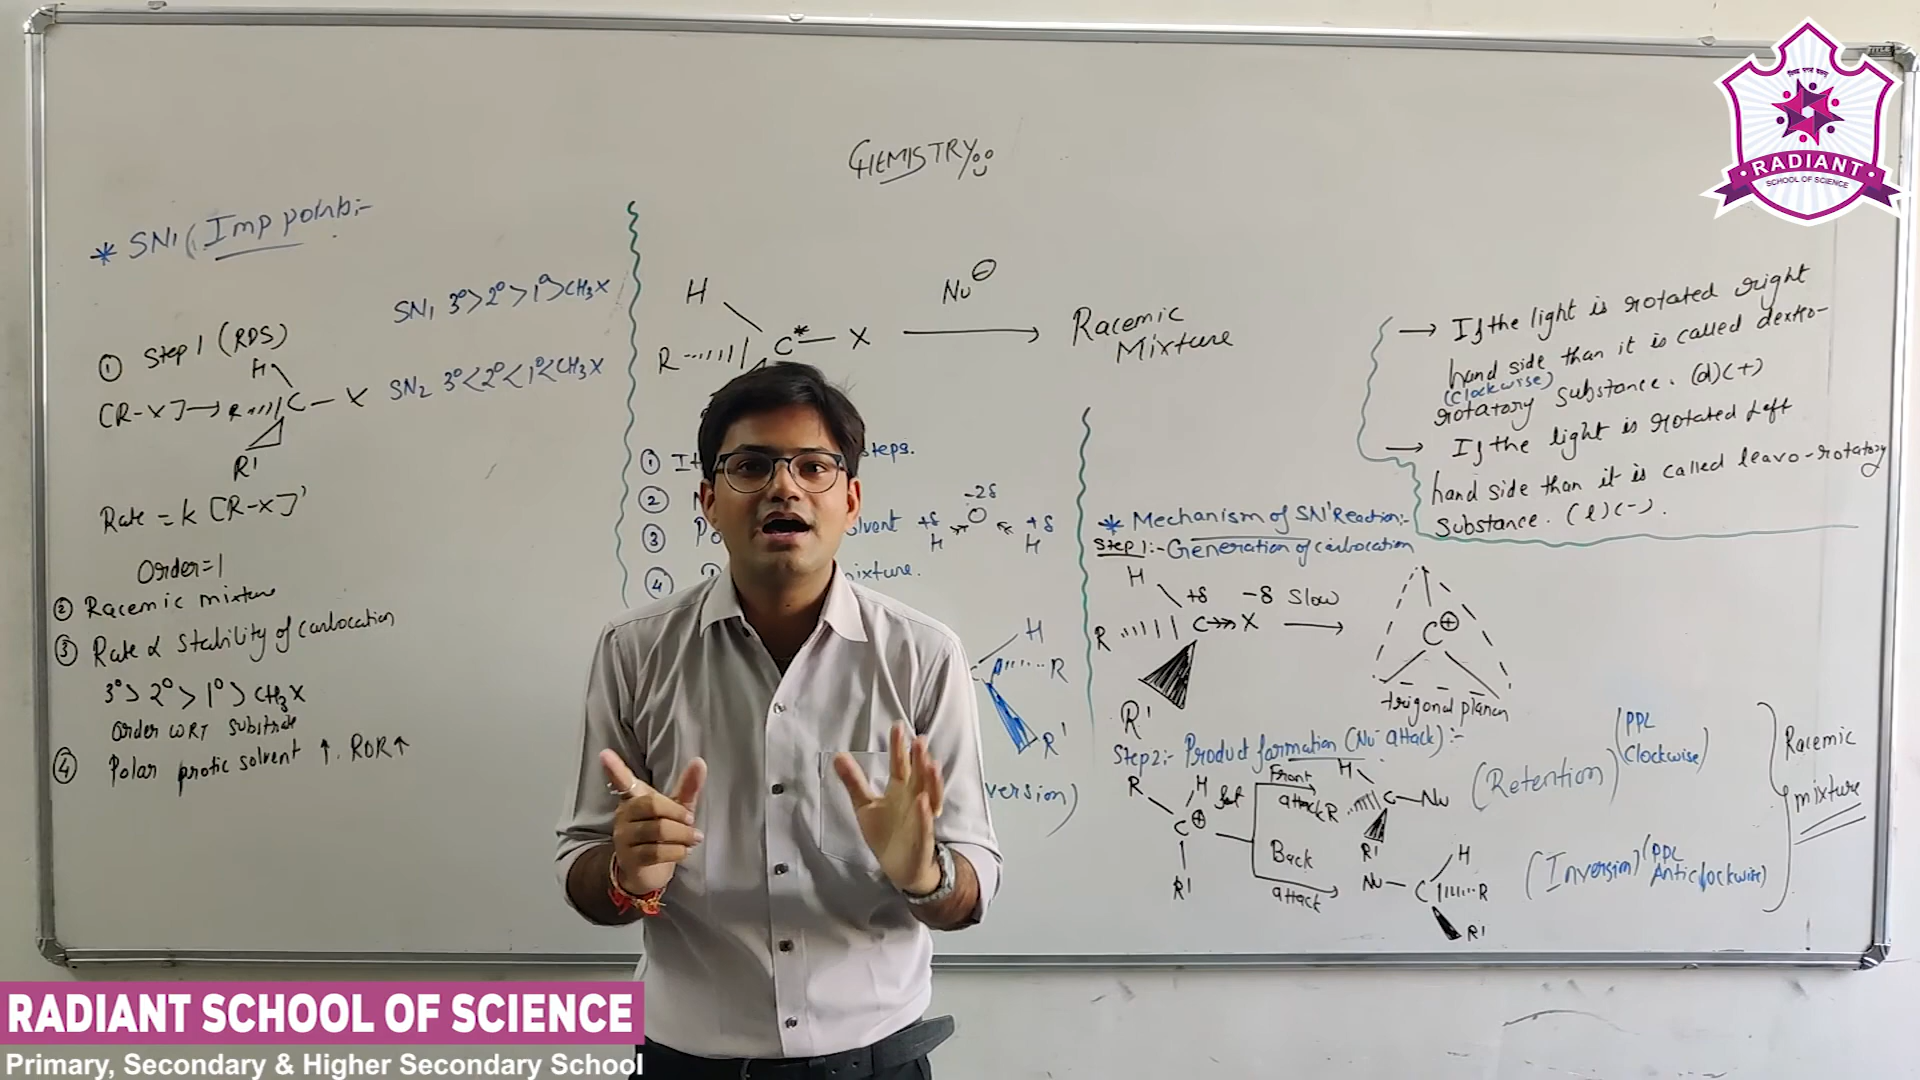 CHEMISTRY
* SN1 (Imp points:-
SN1 3°>2°>1°>CH3X
SN2 3°<2°<1°<CH3X
① Step 1 (RDS)
H
[R-X]→ R C — X
R'
Rate = k [R-X]'
Order=1
② Racemic mixture
③ Rate α Stability of carbocation
3°>2°>1°>CH3X
Order WRT substrate
④ Polar protic solvent ↑. ROR↑
H
R C* — X
Nu⊖
Racemic
Mixture
① It steps.
②
③ Po solvent
-2δ
+δ O +δ
H H
④ mixture.
H
R
R'
version)
→ If the light is rotated right
hand side than it is called dextro-
(clockwise)
rotatory substance. (d)(+)
→ If the light is rotated Left
hand side than it is called leavo-rotatory
substance. (l)(-).
* Mechanism of SN1 Reaction:-
Step 1:- Generation of carbocation
H
+δ -δ Slow
R C X →
R'
C⊕
trigonal planar
Step 2:- Product formation (Nu- attack):-
R H fast
C⊕
R'
Front
attack
H
R C—Nu
R'
(Retention)
(PPL
Clockwise)
Back
attack
Nu — C H
R
R'
(Inversion)
(PPL
Anticlockwise)
Racemic
mixture
RADIANT
SCHOOL OF SCIENCE
RADIANT SCHOOL OF SCIENCE
Primary, Secondary & Higher Secondary School